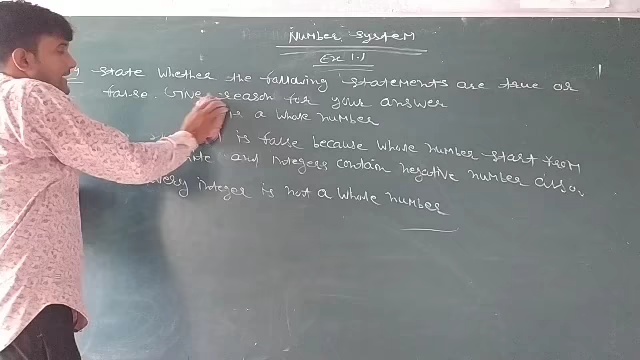 Number System
Ex 1.1
4 State whether the following statements are true or
false. Give reason for your answer
is a whole number
is false because whole number start from
and integers contain negative number also.
every integer is not a whole number